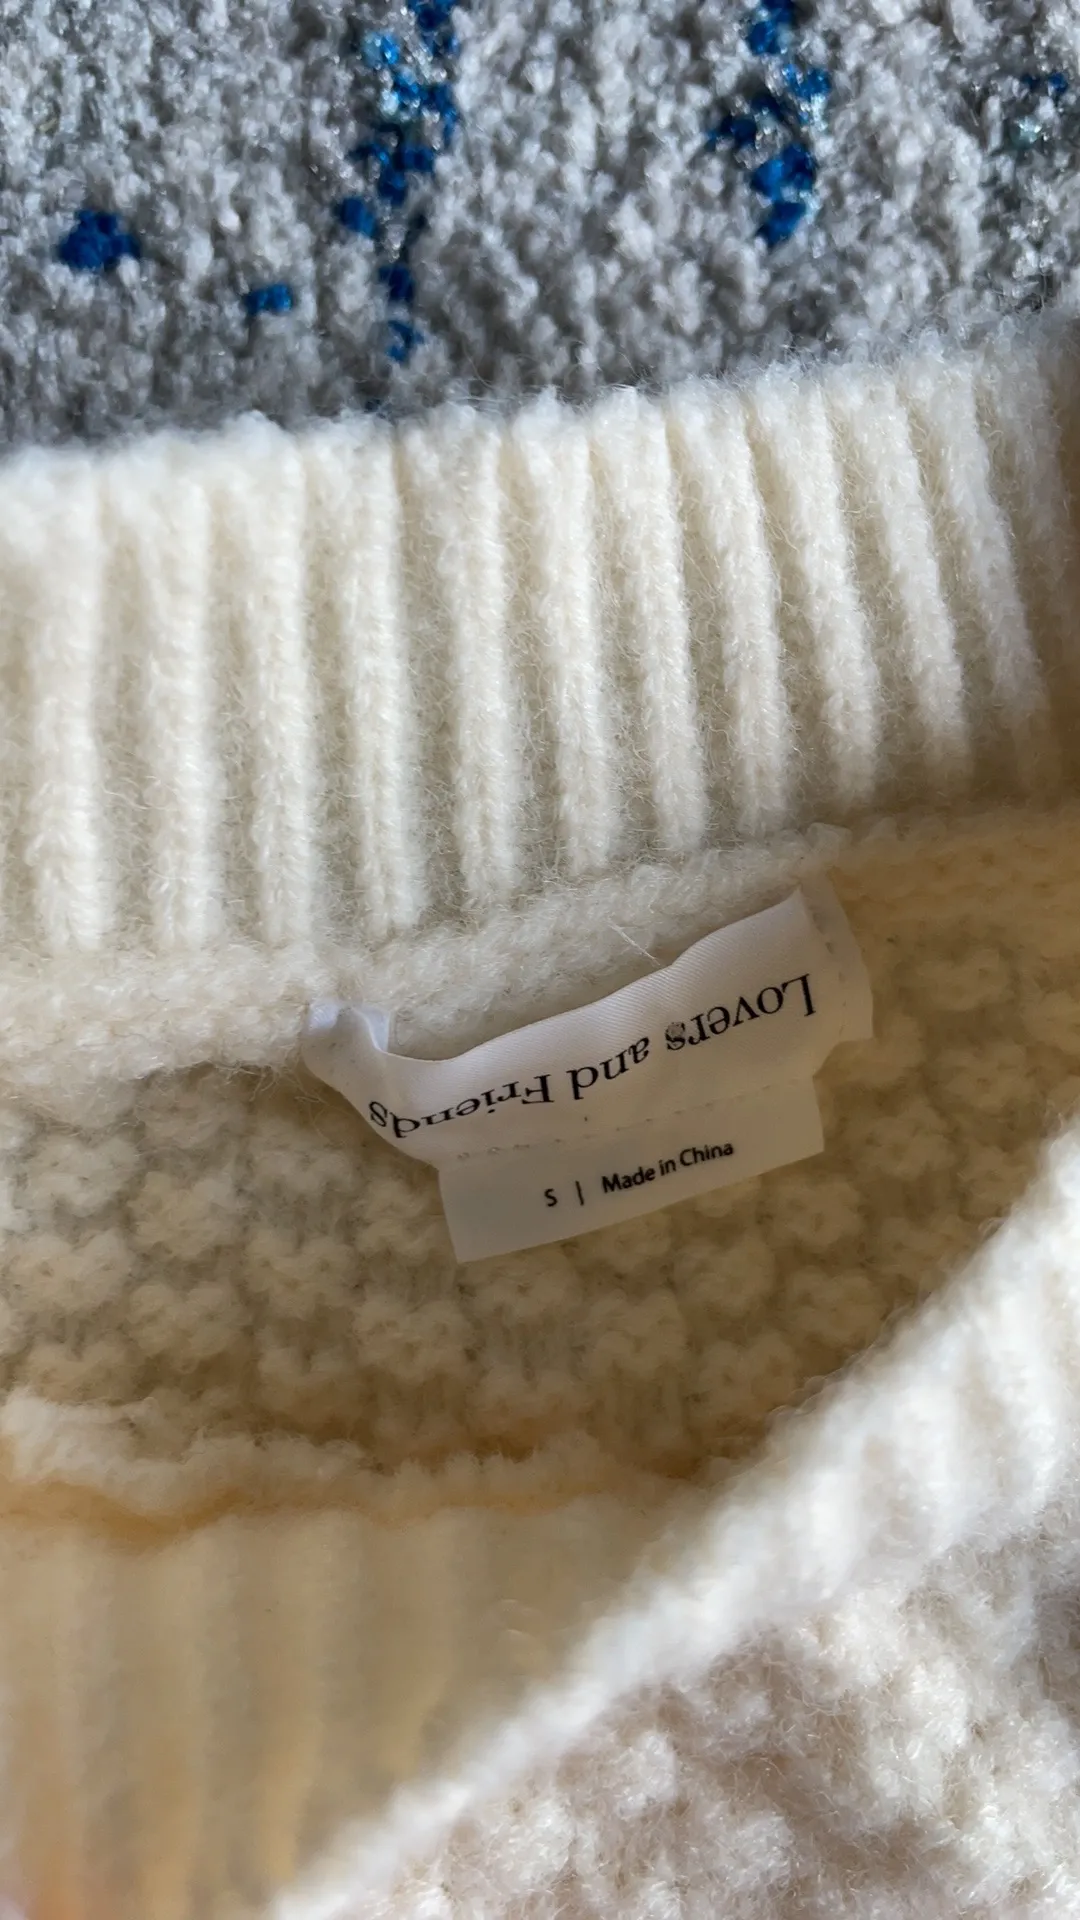 Lovers and Friends
S | Made in China